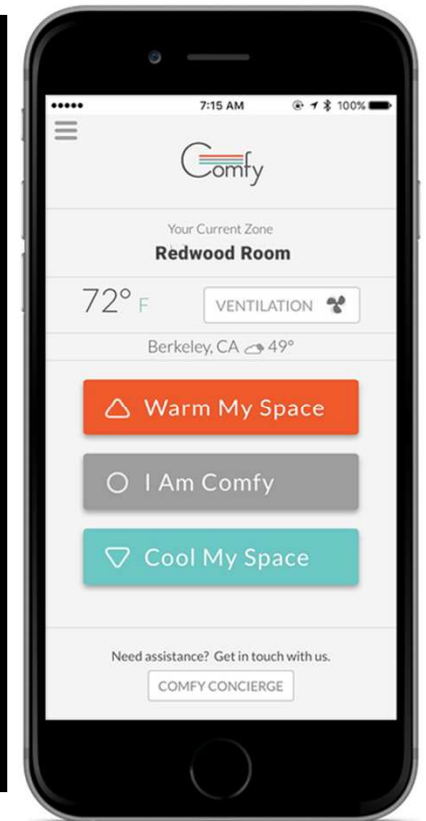 7:15 AM 100%
Comfy
Your Current Zone
Redwood Room
72° F VENTILATION
Berkeley, CA 49°
Warm My Space
I Am Comfy
Cool My Space
Need assistance? Get in touch with us.
COMFY CONCIERGE